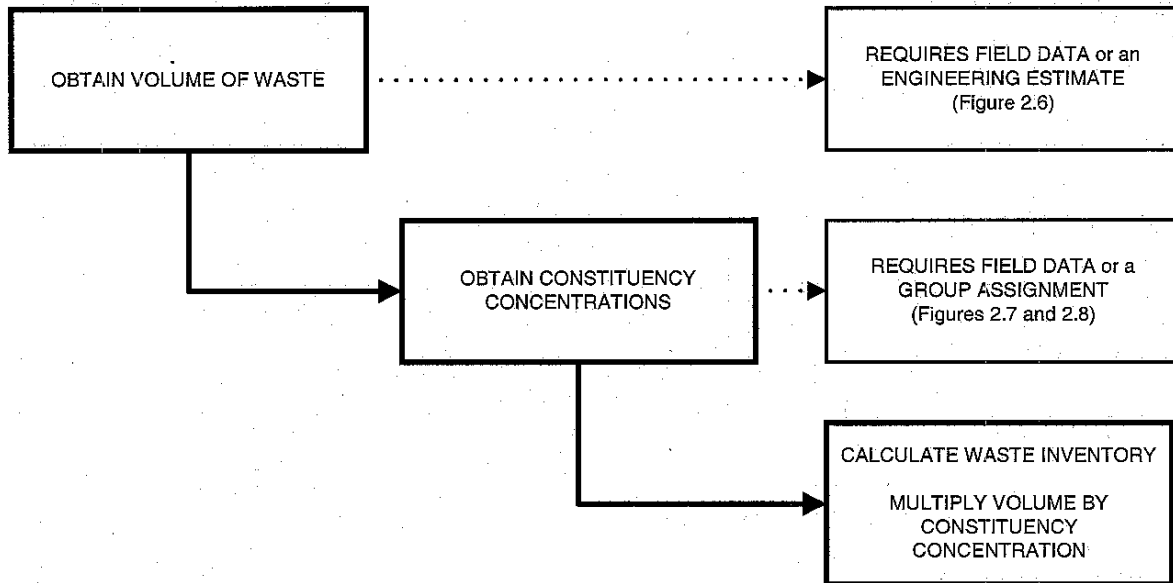 OBTAIN VOLUME OF WASTE
REQUIRES FIELD DATA or an
ENGINEERING ESTIMATE
(Figure 2.6)
OBTAIN CONSTITUENCY
CONCENTRATIONS
REQUIRES FIELD DATA or a
GROUP ASSIGNMENT
(Figures 2.7 and 2.8)
CALCULATE WASTE INVENTORY
MULTIPLY VOLUME BY
CONSTITUENCY
CONCENTRATION